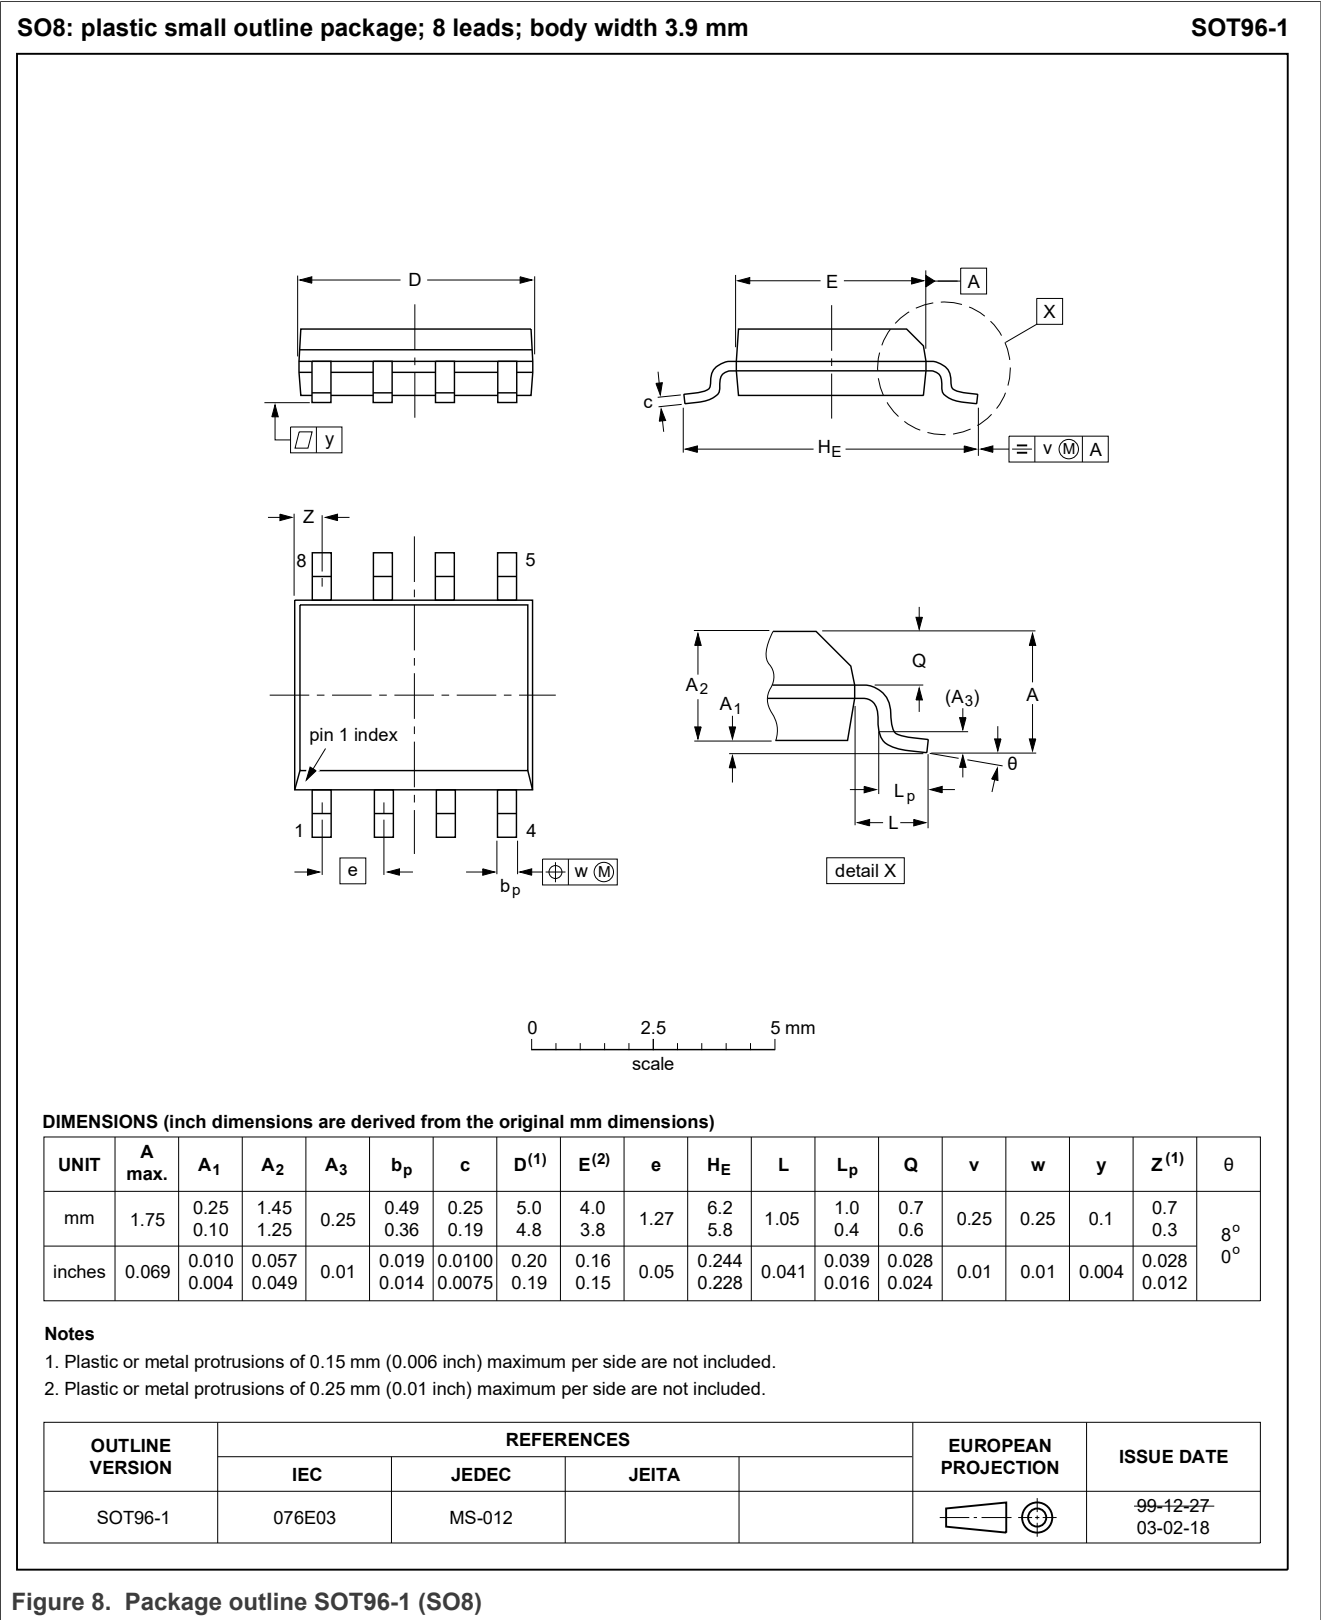 SO8: plastic small outline package; 8 leads; body width 3.9 mm SOT96-1
D
y
E
A
X
c
HE
v M A
Z
8
5
pin 1 index
1
4
e
bp
w M
A2
A1
Q
(A3)
A
θ
Lp
L
detail X
0 2.5 5 mm
scale
DIMENSIONS (inch dimensions are derived from the original mm dimensions)
UNIT A max. A1 A2 A3 bp c D(1) E(2) e HE L Lp Q v w y Z(1) θ
mm 1.75 0.25 0.10 1.45 1.25 0.25 0.49 0.36 0.25 0.19 5.0 4.8 4.0 3.8 1.27 6.2 5.8 1.05 1.0 0.4 0.7 0.6 0.25 0.25 0.1 0.7 0.3 8° 0°
inches 0.069 0.010 0.004 0.057 0.049 0.01 0.019 0.014 0.0100 0.0075 0.20 0.19 0.16 0.15 0.05 0.244 0.228 0.041 0.039 0.016 0.028 0.024 0.01 0.01 0.004 0.028 0.012
Notes
1. Plastic or metal protrusions of 0.15 mm (0.006 inch) maximum per side are not included.
2. Plastic or metal protrusions of 0.25 mm (0.01 inch) maximum per side are not included.
OUTLINE VERSION REFERENCES EUROPEAN PROJECTION ISSUE DATE
IEC JEDEC JEITA
SOT96-1 076E03 MS-012 99-12-27 03-02-18
Figure 8. Package outline SOT96-1 (SO8)